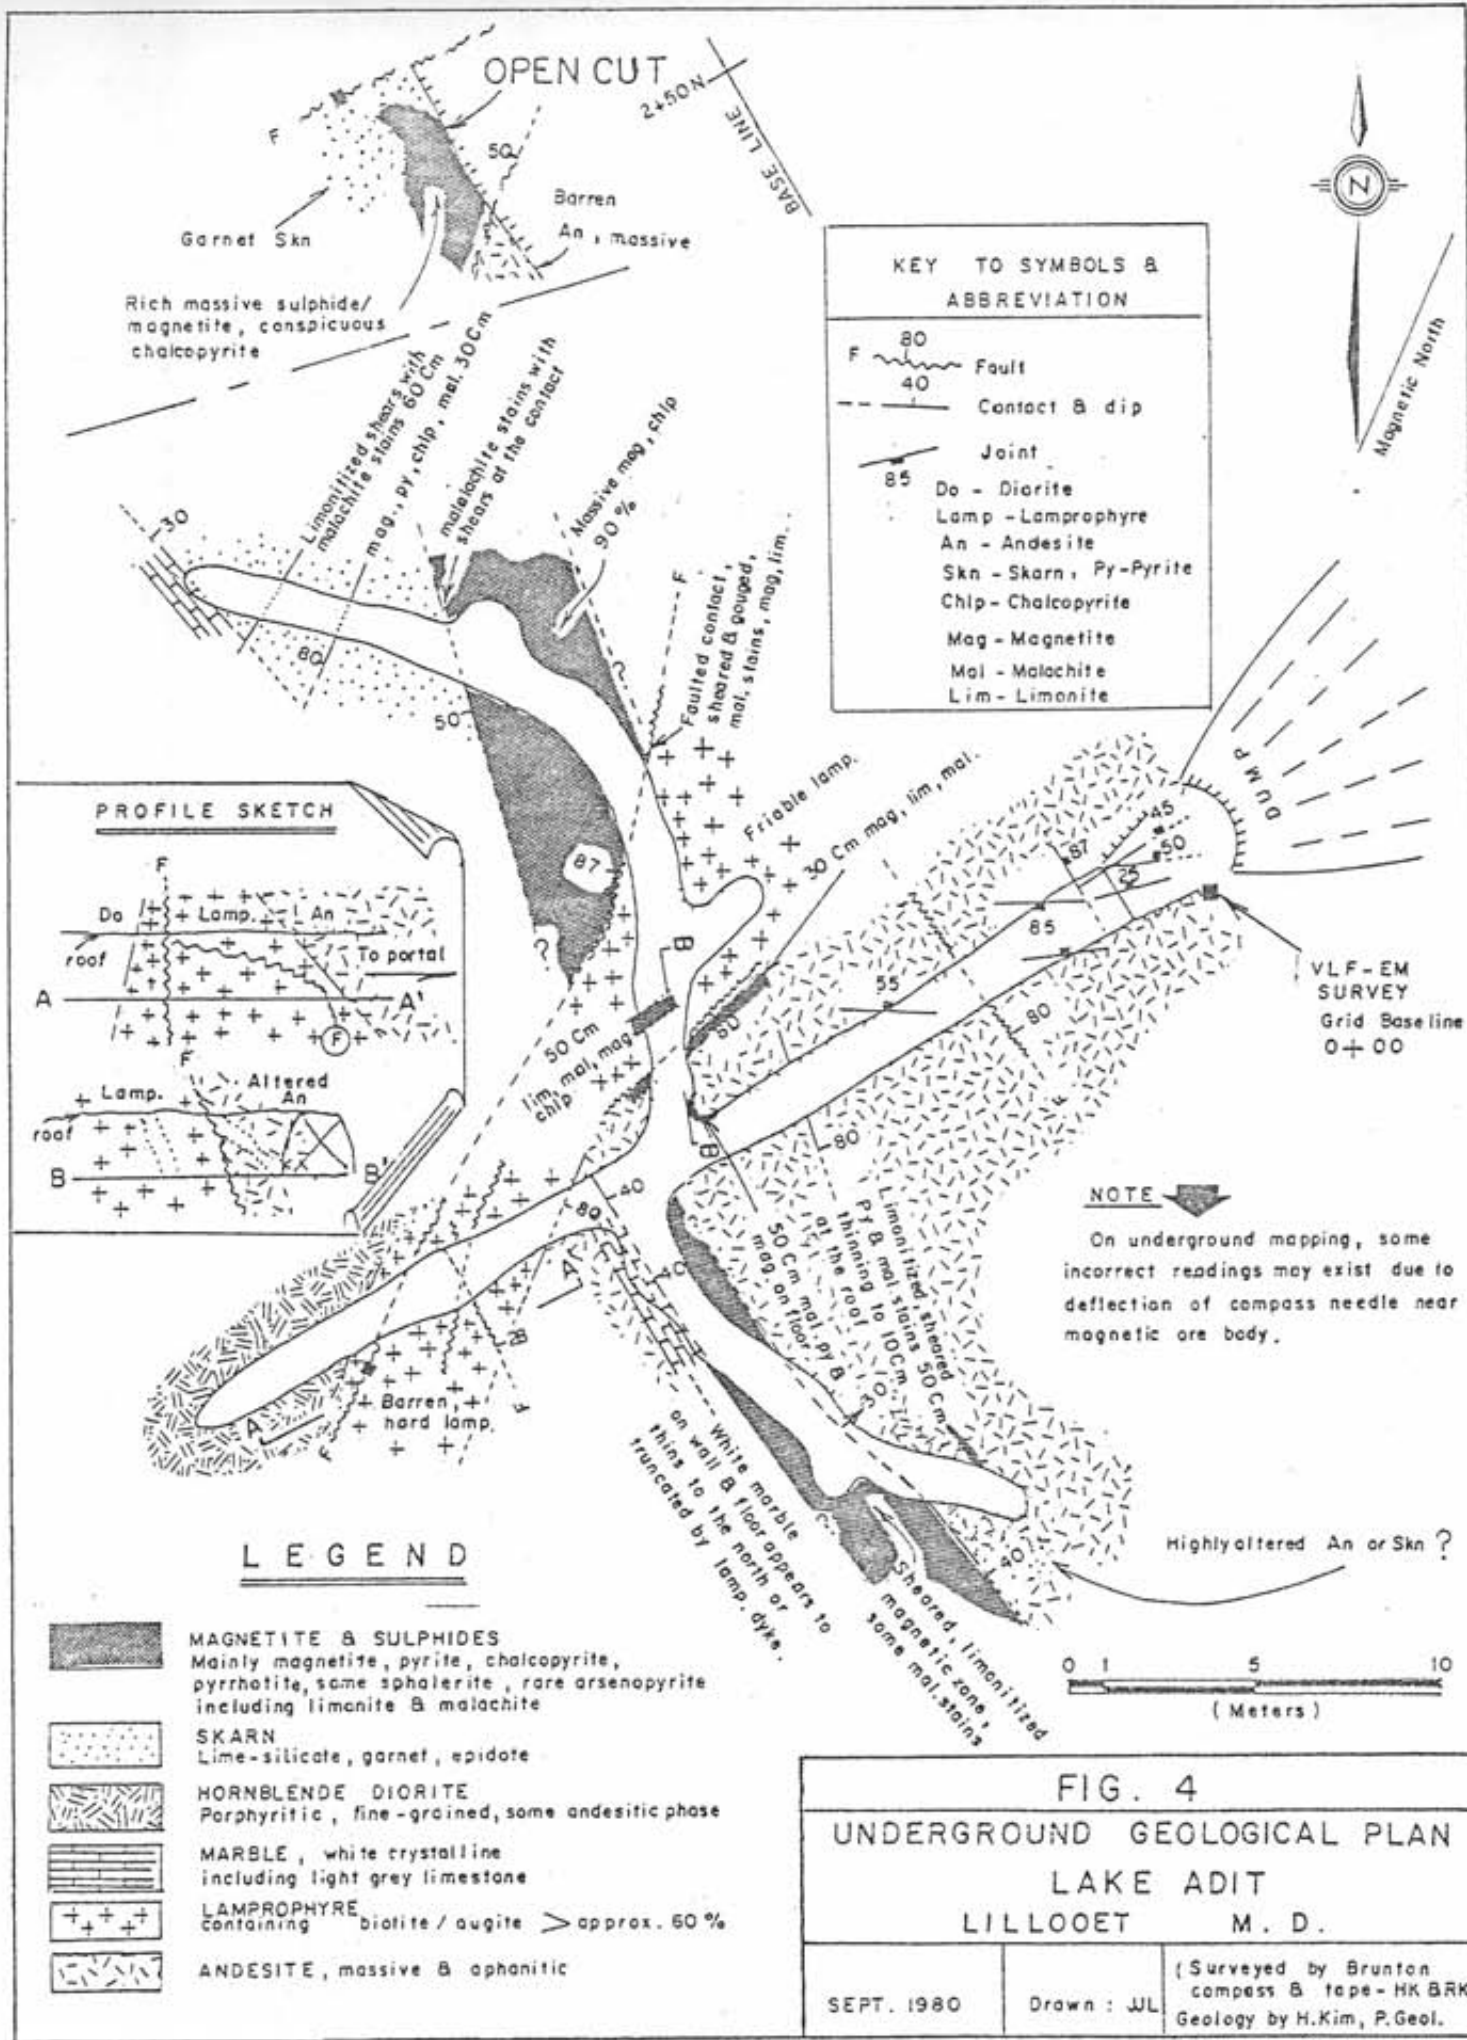 OPEN CUT
2+50N
BASE LINE
F
50
Barren
An, massive
Garnet Skn
Rich massive sulphide/
magnetite, conspicuous
chalcopyrite
N
Magnetic North
KEY TO SYMBOLS &
ABBREVIATION
80
F
Fault
40
Contact & dip
Joint
85
Do - Diorite
Lamp - Lamprophyre
An - Andesite
Skn - Skarn, Py-Pyrite
Chlp - Chalcopyrite
Mag - Magnetite
Mal - Malachite
Lim - Limonite
Limonitized shears with
malachite stains 60 Cm
mag., py, chlp, mal. 30 Cm
malalachite stains with
shears at the contact
Massive mag, chlp
90 %
30
80
50
F
Faulted contact,
sheared & gouged,
mal. stains, mag, lim.
Friable lamp.
30 Cm mag, lim, mal.
87
?
DUMP
45
50
87
25
85
55
80
80
60
VLF-EM
SURVEY
Grid Baseline
0+00
PROFILE SKETCH
F
Do
Lamp.
An
roof
To portal
A
A'
F
F
Lamp.
Altered
An
roof
B
B'
B
50 Cm
lim, mal, mag
chlp
B'
40
80
A'
40
50 Cm mal, py &
mag. on floor
Limonitized, sheared
Py & mal. stains 50 Cm,
thinning to 10 Cm
at the roof
30
A
F
F
Barren,
hard lamp.
White marble
on wall & floor appears to
thins to the north or
truncated by lamp. dyke.
Sheared, limonitized
magnetic zone,
some mal. stains
40
NOTE
On underground mapping, some
incorrect readings may exist due to
deflection of compass needle near
magnetic ore body.
Highly altered An or Skn ?
LEGEND
MAGNETITE & SULPHIDES
Mainly magnetite, pyrite, chalcopyrite,
pyrrhotite, some sphalerite, rare arsenopyrite
including limonite & malachite
SKARN
Lime-silicate, garnet, epidote
HORNBLENDE DIORITE
Porphyritic, fine-grained, some andesitic phase
MARBLE, white crystalline
including light grey limestone
LAMPROPHYRE
containing biotite / augite > approx. 60 %
ANDESITE, massive & aphanitic
0 1 5 10
(Meters)
FIG. 4
UNDERGROUND GEOLOGICAL PLAN
LAKE ADIT
LILLOOET M. D.
SEPT. 1980
Drawn : JJL
(Surveyed by Brunton
compass & tape - HK & RK
Geology by H.Kim, P.Geol.